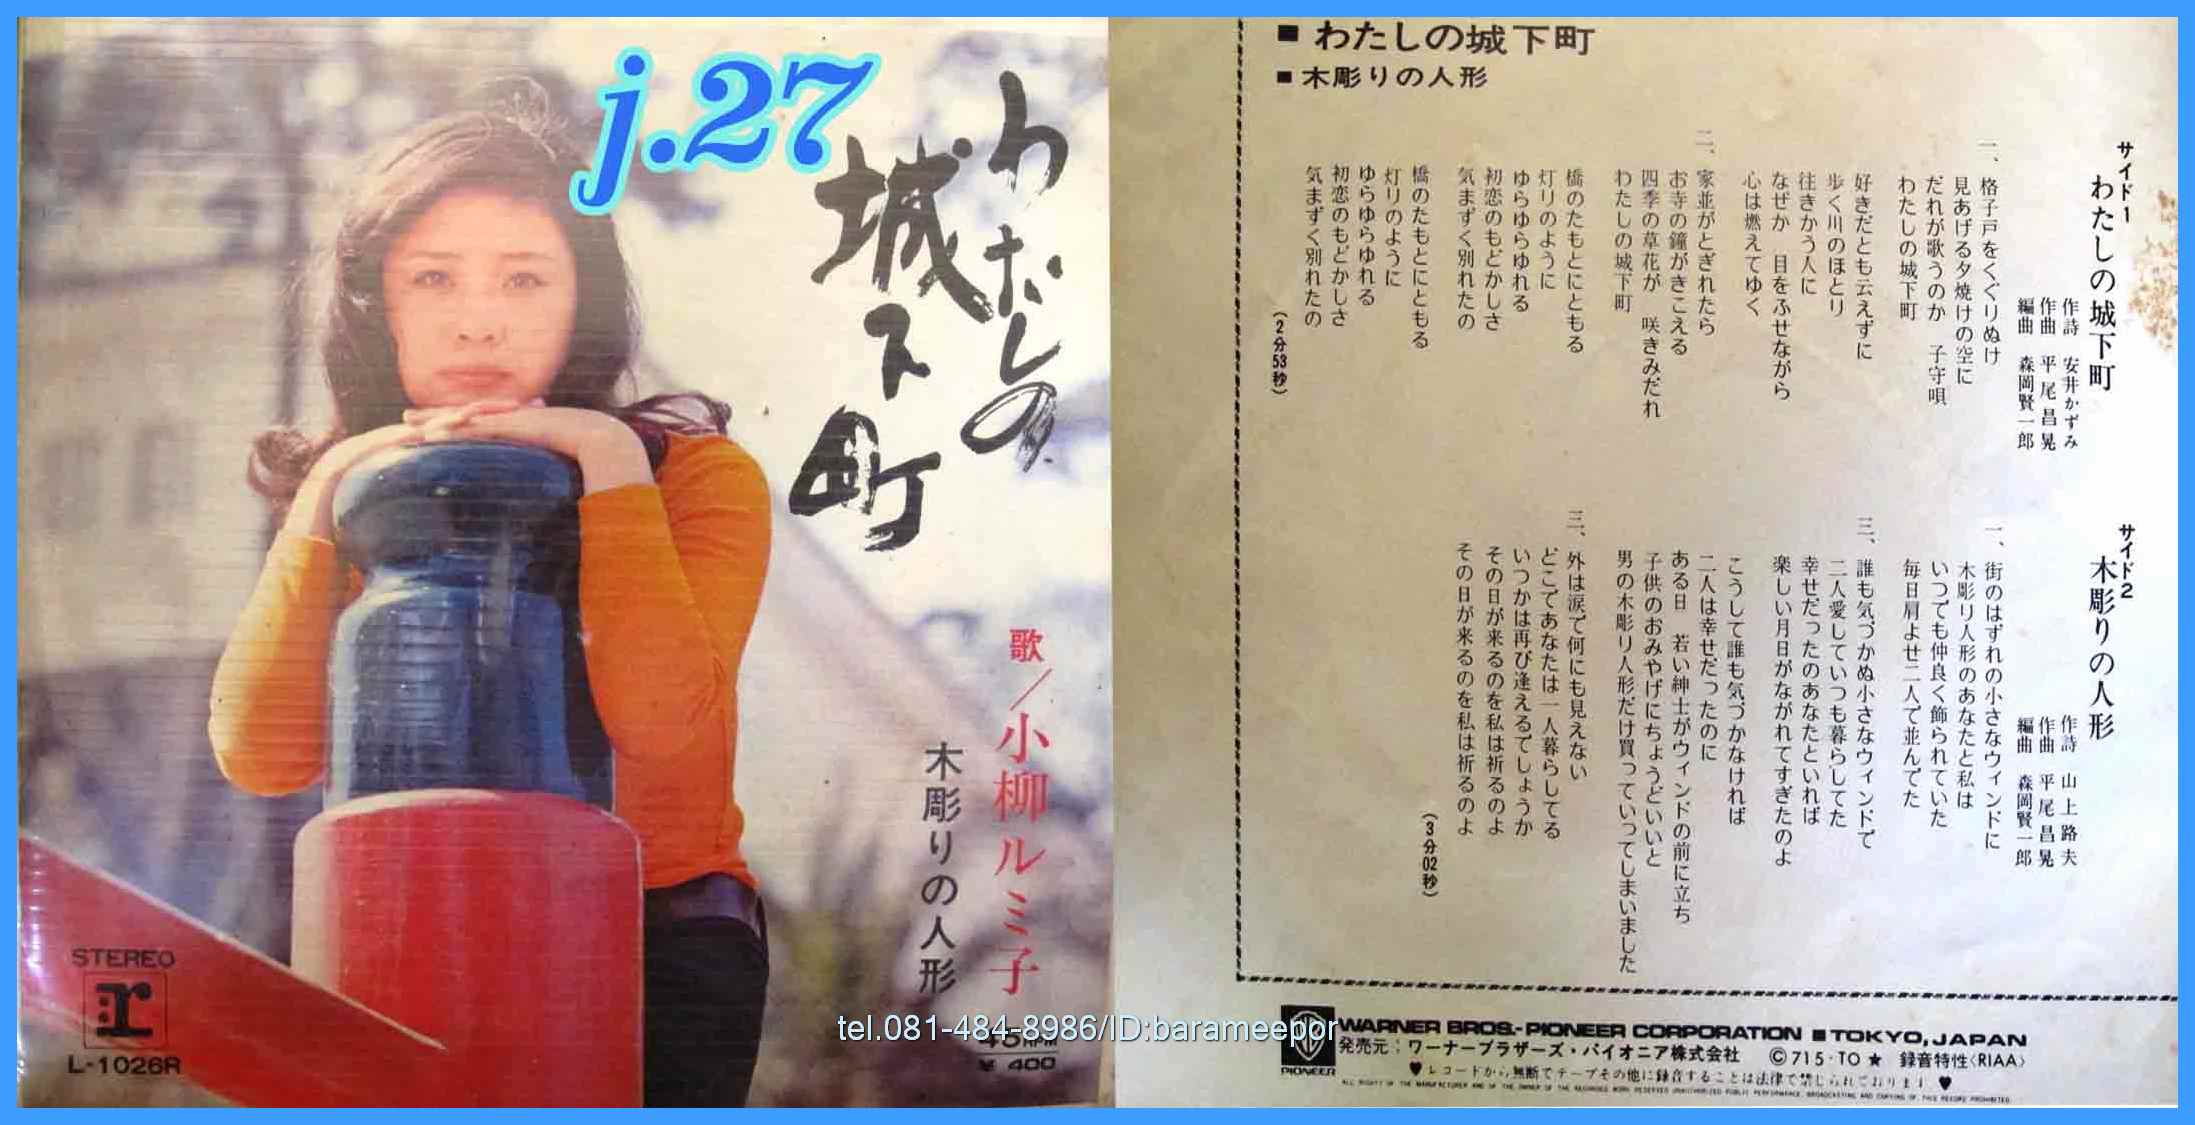 j.27
わたしの
城下町
歌／小柳ルミ子
木彫りの人形
STEREO
r
L-1026R
45RPM
¥ 400
tel.081-484-8986/ID:barameepor
■ わたしの城下町
■ 木彫りの人形
サイド1
わたしの城下町
作詩 安井かずみ
作曲 平尾昌晃
編曲 森岡賢一郎
一、格子戸をくぐりぬけ
見あげる夕焼けの空に
だれが歌うのか 子守唄
わたしの城下町
好きだとも云えずに
歩く川のほとり
往きかう人に
なぜか 目をふせながら
心は燃えてゆく
二、家並がとぎれたら
お寺の鐘がきこえる
四季の草花が 咲きみだれ
わたしの城下町
橋のたもとにともる
灯りのように
ゆらゆらゆれる
初恋のもどかしさ
気まずく別れたの
橋のたもとにともる
灯りのように
ゆらゆらゆれる
初恋のもどかしさ
気まずく別れたの
(2分53秒)
サイド2
木彫りの人形
作詩 山上路夫
作曲 平尾昌晃
編曲 森岡賢一郎
一、街のはずれの小さなウィンドに
木彫り人形のあなたと私は
いつでも仲良く飾られていた
毎日肩よせ二人で並んでた
二、誰も気づかぬ小さなウィンドで
二人愛していつも暮らしてた
幸せだったのあなたといれば
楽しい月日がながれてすぎたのよ
こうして誰も気づかなければ
二人は幸せだったのに
ある日 若い紳士がウィンドの前に立ち
子供のおみやげにちょうどいいと
男の木彫り人形だけ買っていってしまいました
三、外は涙で何にも見えない
どこであなたは一人暮らしてる
いつかは再び逢えるでしょうか
その日が来るのを私は祈るのよ
その日が来るのを私は祈るのよ
(3分02秒)
WARNER BROS.-PIONEER CORPORATION ■ TOKYO, JAPAN
PIONEER
発売元：ワーナーブラザーズ・パイオニア株式会社 Ⓒ715・TO ★ 録音特性〈RIAA〉
♥レコードから無断でテープその他に録音することは法律で禁じられております♥
ALL RIGHTS OF THE MANUFACTURER AND OF THE OWNER OF THE RECORDED WORK RESERVED UNAUTHORIZED PUBLIC PERFORMANCE, BROADCASTING AND COPYING OF THIS RECORD PROHIBITED